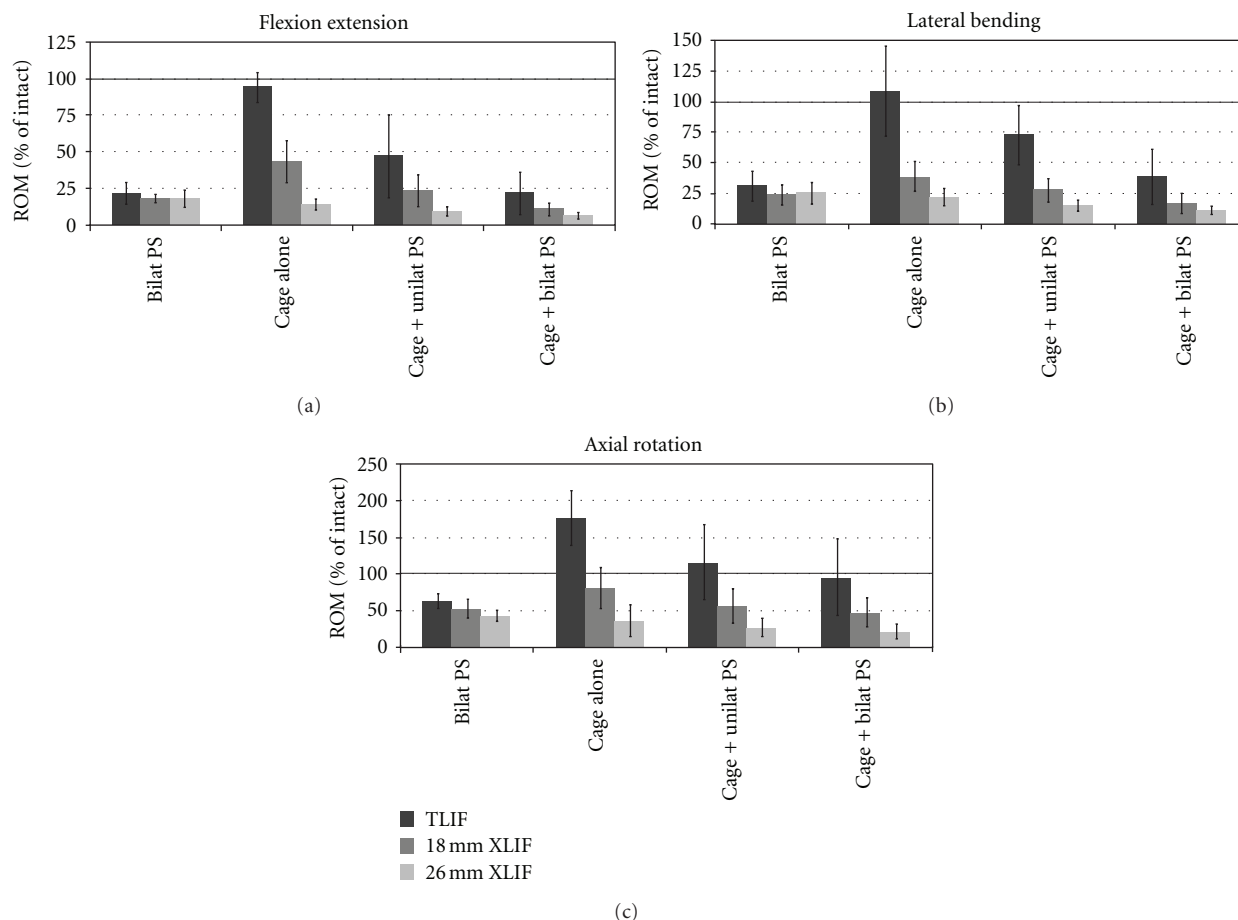 Flexion extension
ROM (% of intact)
125
100
75
50
25
0
Bilat PS
Cage alone
Cage + unilat PS
Cage + bilat PS
(a)
Lateral bending
ROM (% of intact)
150
125
100
75
50
25
0
Bilat PS
Cage alone
Cage + unilat PS
Cage + bilat PS
(b)
Axial rotation
ROM (% of intact)
250
200
150
100
50
0
Bilat PS
Cage alone
Cage + unilat PS
Cage + bilat PS
TLIF
18 mm XLIF
26 mm XLIF
(c)